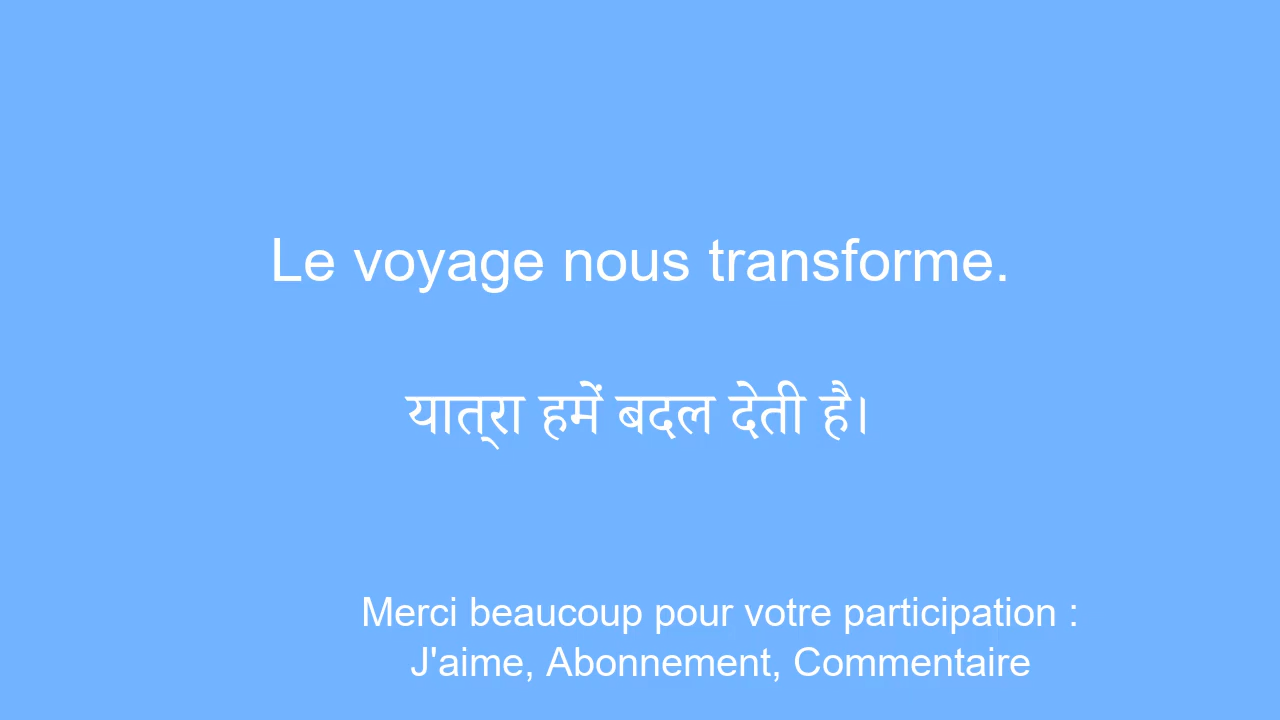 Le voyage nous transforme.
यात्रा हमें बदल देती है।
Merci beaucoup pour votre participation :
J'aime, Abonnement, Commentaire